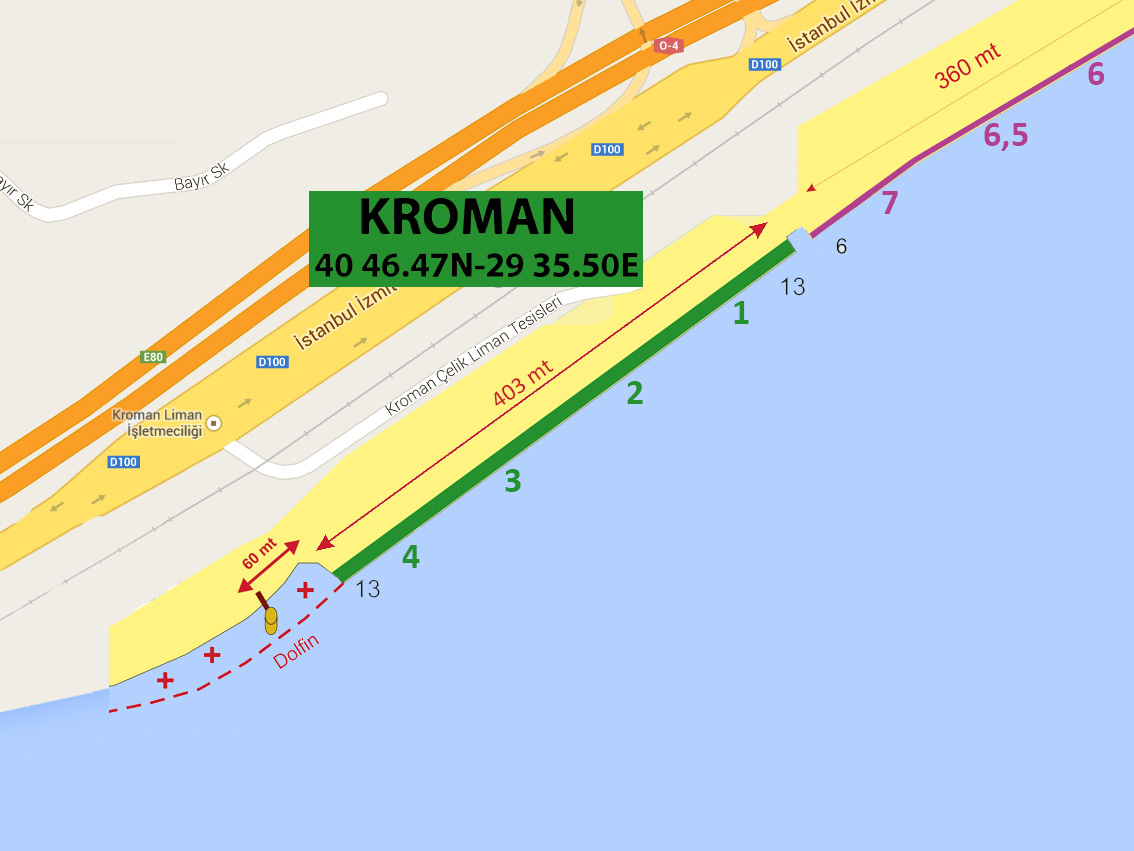 İstanbul İzm
O-4
D100
360 mt
6
6,5
D100
Bayır Sk
ayır Sk
7
KROMAN
40 46.47N-29 35.50E
6
13
1
İstanbul İzmit
Kroman Çelik Liman Tesisleri
E80
D100
403 mt
2
Kroman Liman
İşletmeciliği
D100
3
60 mt
4
13
Dolfin